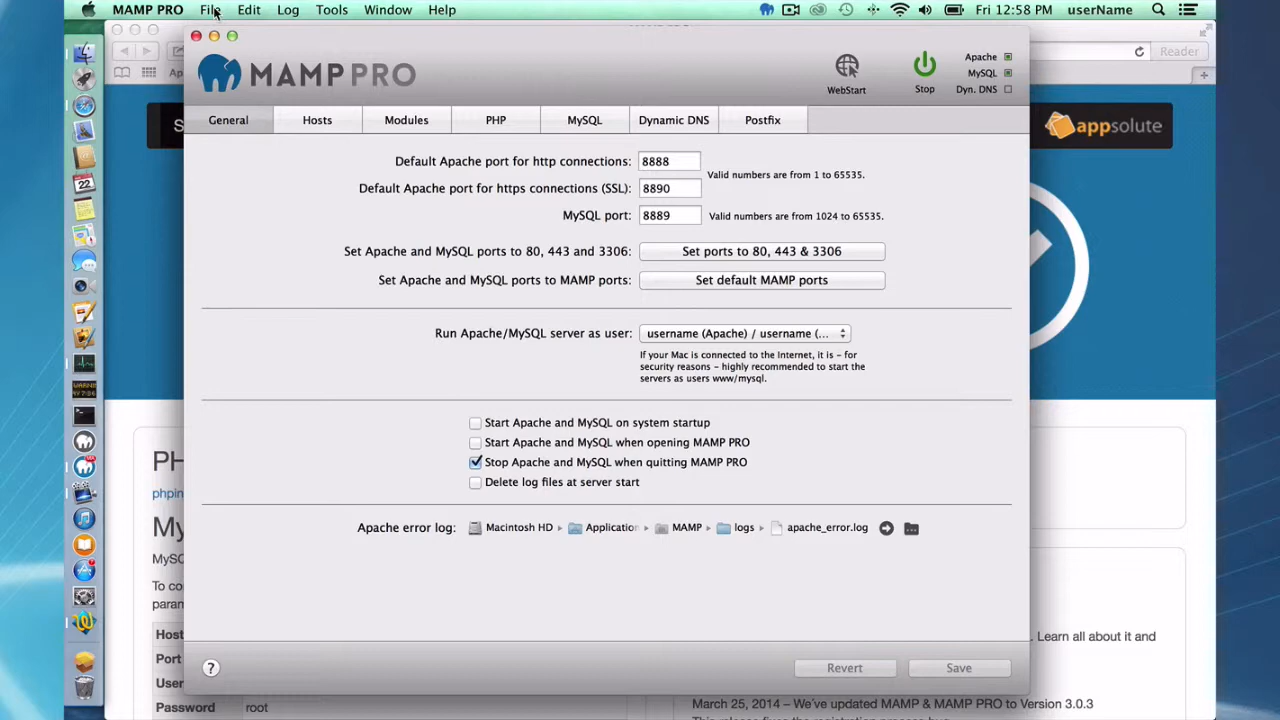 MAMP PRO File Edit Log Tools Window Help Fri 12:58 PM userName
Reader
MAMP PRO
WebStart
Stop
Apache
MySQL
Dyn. DNS
General Hosts Modules PHP MySQL Dynamic DNS Postfix
appsolute
Default Apache port for http connections: 8888
Valid numbers are from 1 to 65535.
Default Apache port for https connections (SSL): 8890
MySQL port: 8889 Valid numbers are from 1024 to 65535.
Set Apache and MySQL ports to 80, 443 and 3306: Set ports to 80, 443 & 3306
Set Apache and MySQL ports to MAMP ports: Set default MAMP ports
Run Apache/MySQL server as user: username (Apache) / username (...
If your Mac is connected to the Internet, it is – for
security reasons – highly recommended to start the
servers as users www/mysql.
Start Apache and MySQL on system startup
Start Apache and MySQL when opening MAMP PRO
Stop Apache and MySQL when quitting MAMP PRO
Delete log files at server start
Apache error log: Macintosh HD Application MAMP logs apache_error.log
? Revert Save
PH
phpin
My
MySQ
To co
param
Host
Port
User
Password root
Learn all about it and
March 25, 2014 – We've updated MAMP & MAMP PRO to Version 3.0.3